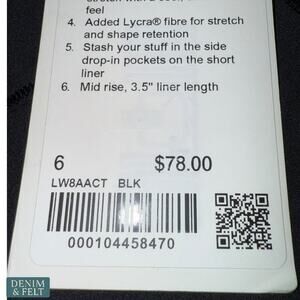 feel
4. Added Lycra® fibre for stretch
and shape retention
5. Stash your stuff in the side
drop-in pockets on the short
liner
6. Mid rise, 3.5" liner length
6 $78.00
LW8AACT BLK
000104458470
DENIM
& FELT